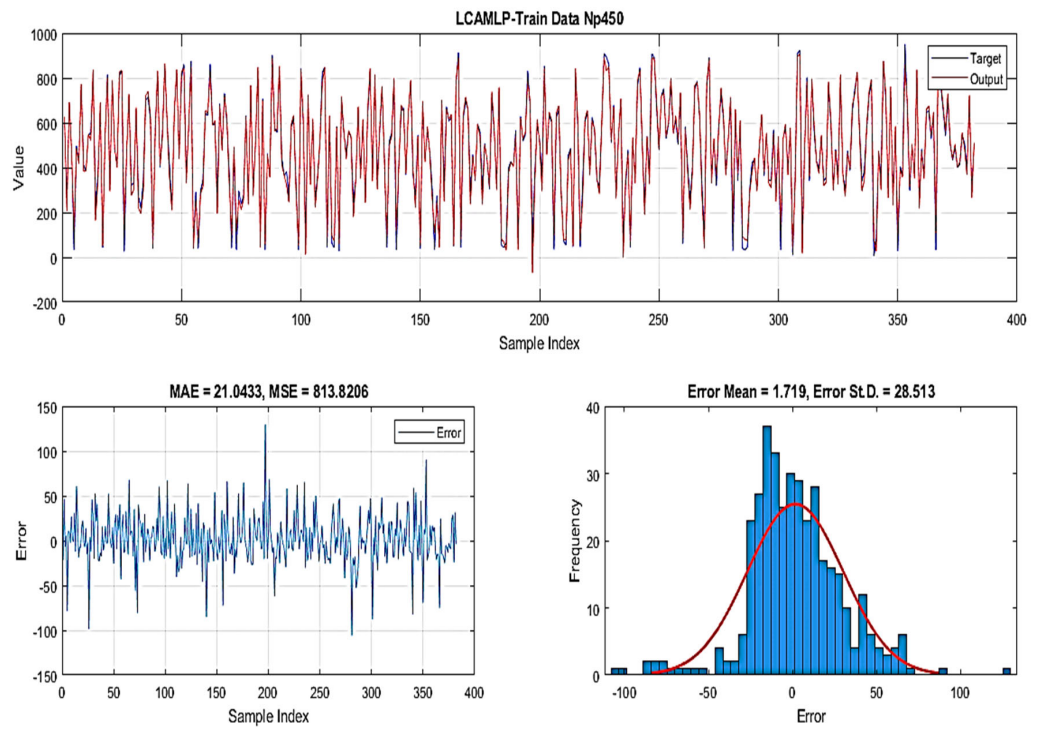 LCAMLP-Train Data Np450
1000
800
600
400
200
0
-200
Value
Target
Output
0 50 100 150 200 250 300 350 400
Sample Index
MAE = 21.0433, MSE = 813.8206
150
100
50
0
-50
-100
-150
Error
Error
0 50 100 150 200 250 300 350 400
Sample Index
Error Mean = 1.719, Error St.D. = 28.513
40
30
20
10
0
Frequency
-100 -50 0 50 100
Error